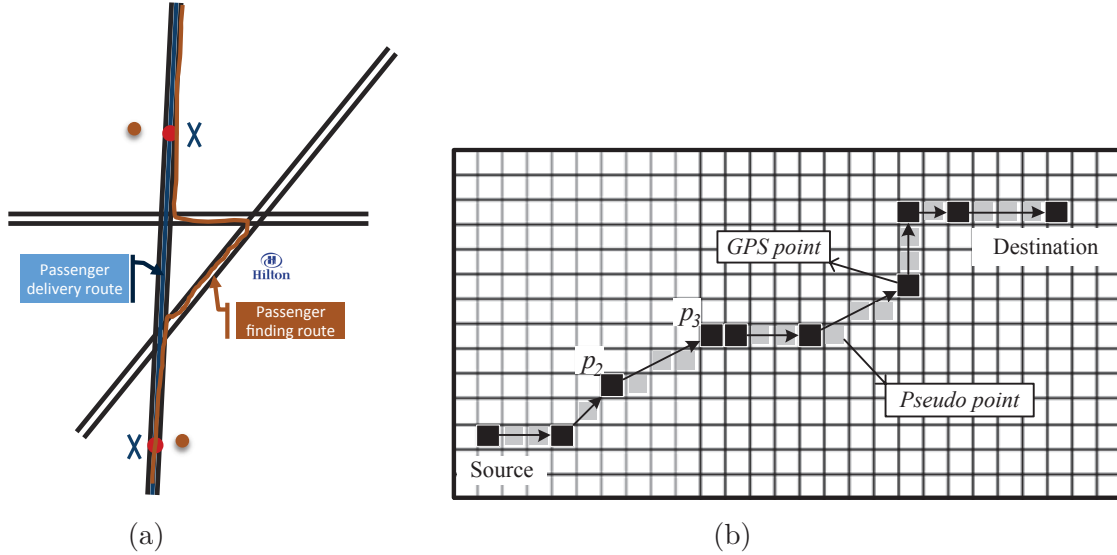 Passenger
delivery route
Hilton
Passenger
finding route
(a)
GPS point
Destination
p3
p2
Pseudo point
Source
(b)